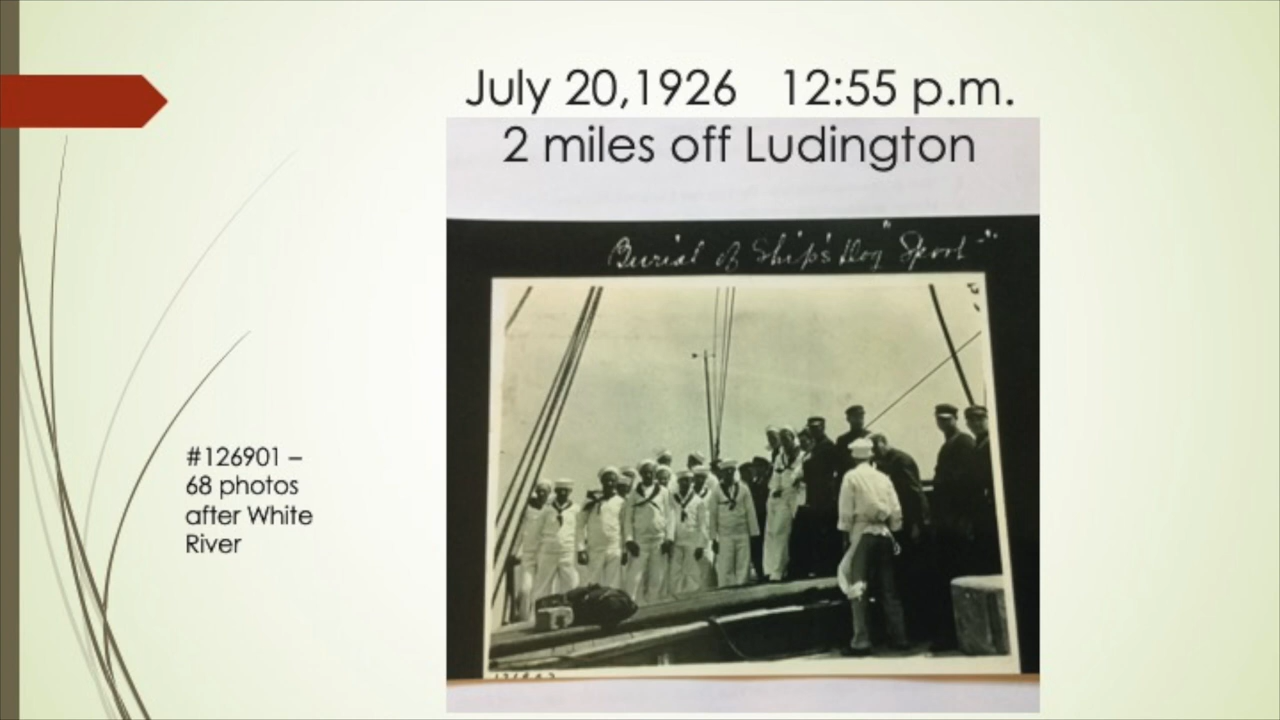 July 20,1926 12:55 p.m.
2 miles off Ludington
Burial of Ship's Dog "Sport"
#126901 –
68 photos
after White
River